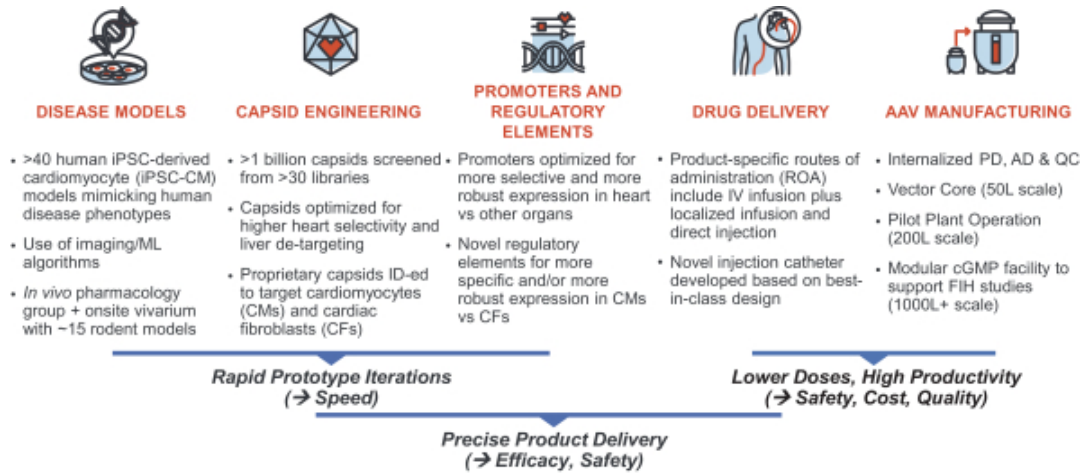 DISEASE MODELS
• >40 human iPSC-derived
cardiomyocyte (iPSC-CM)
models mimicking human
disease phenotypes
• Use of imaging/ML
algorithms
• In vivo pharmacology
group + onsite vivarium
with ~15 rodent models
CAPSID ENGINEERING
• >1 billion capsids screened
from >30 libraries
• Capsids optimized for
higher heart selectivity and
liver de-targeting
• Proprietary capsids ID-ed
to target cardiomyocytes
(CMs) and cardiac
fibroblasts (CFs)
PROMOTERS AND
REGULATORY
ELEMENTS
• Promoters optimized for
more selective and more
robust expression in heart
vs other organs
• Novel regulatory
elements for more
specific and/or more
robust expression in CMs
vs CFs
DRUG DELIVERY
• Product-specific routes of
administration (ROA)
include IV infusion plus
localized infusion and
direct injection
• Novel injection catheter
developed based on best-
in-class design
AAV MANUFACTURING
• Internalized PD, AD & QC
• Vector Core (50L scale)
• Pilot Plant Operation
(200L scale)
• Modular cGMP facility to
support FIH studies
(1000L+ scale)
Rapid Prototype Iterations
(→ Speed)
Lower Doses, High Productivity
(→ Safety, Cost, Quality)
Precise Product Delivery
(→ Efficacy, Safety)